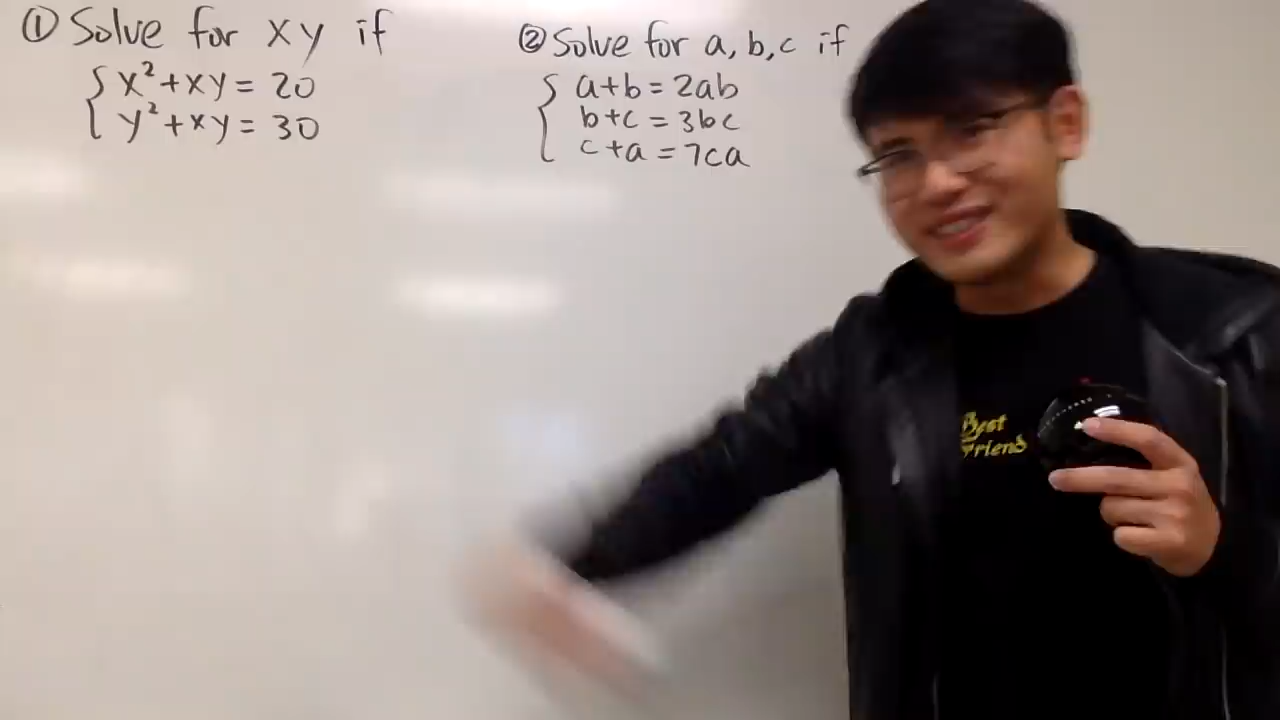 ① Solve for xy if
x²+xy = 20
y²+xy = 30
② Solve for a, b, c if
a+b = 2ab
b+c = 3bc
c+a = 7ca
Best
Friend